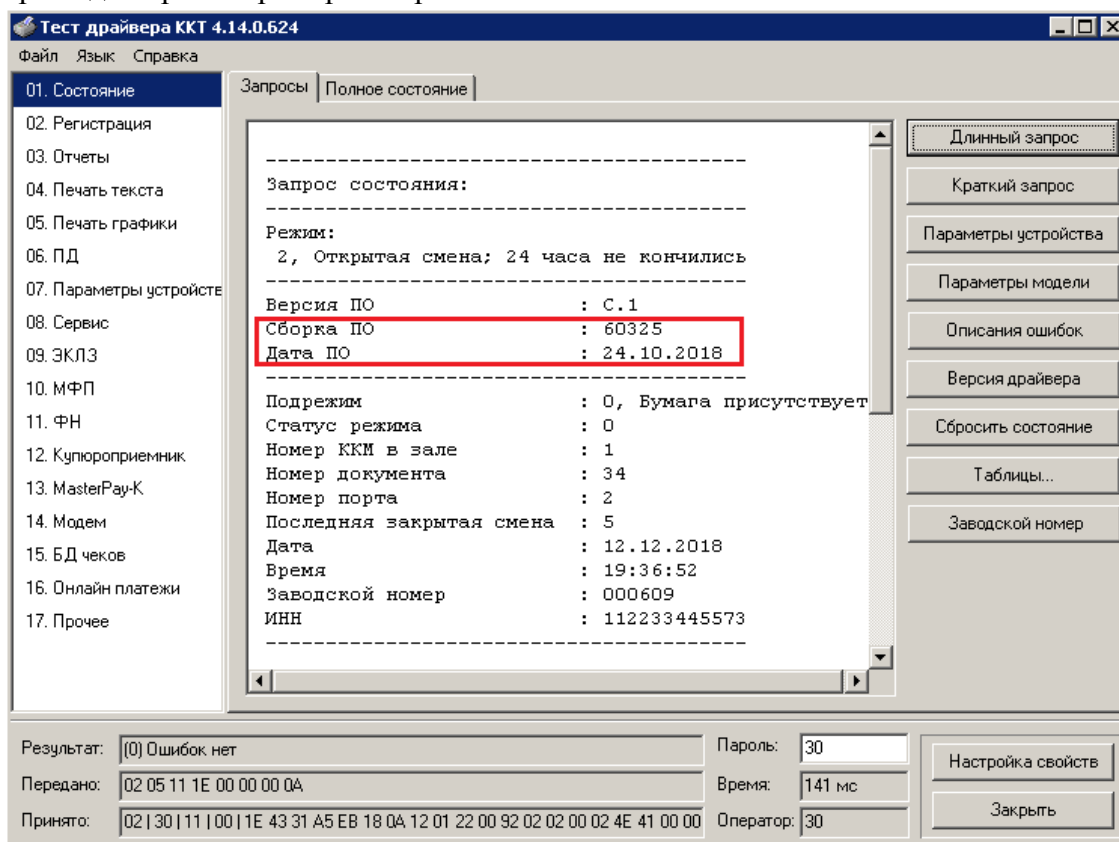 Тест драйвера ККТ 4.14.0.624
Файл Язык Справка
01. Состояние
02. Регистрация
03. Отчеты
04. Печать текста
05. Печать графики
06. ПД
07. Параметры устройств
08. Сервис
09. ЭКЛЗ
10. МФП
11. ФН
12. Купюроприемник
13. MasterPay-K
14. Модем
15. БД чеков
16. Онлайн платежи
17. Прочее
Запросы Полное состояние
----------------------------------------
Запрос состояния:
----------------------------------------
Режим:
2, Открытая смена; 24 часа не кончились
----------------------------------------
Версия ПО : C.1
Сборка ПО : 60325
Дата ПО : 24.10.2018
----------------------------------------
Подрежим : 0, Бумага присутствует
Статус режима : 0
Номер ККМ в зале : 1
Номер документа : 34
Номер порта : 2
Последняя закрытая смена : 5
Дата : 12.12.2018
Время : 19:36:52
Заводской номер : 000609
ИНН : 112233445573
----------------------------------------
Длинный запрос
Краткий запрос
Параметры устройства
Параметры модели
Описания ошибок
Версия драйвера
Сбросить состояние
Таблицы...
Заводской номер
Результат: (0) Ошибок нет
Передано: 02 05 11 1E 00 00 00 0A
Принято: 02 | 30 | 11 | 00 | 1E 43 31 A5 EB 18 0A 12 01 22 00 92 02 02 00 02 4E 41 00 00
Пароль: 30
Время: 141 мс
Оператор: 30
Настройка свойств
Закрыть